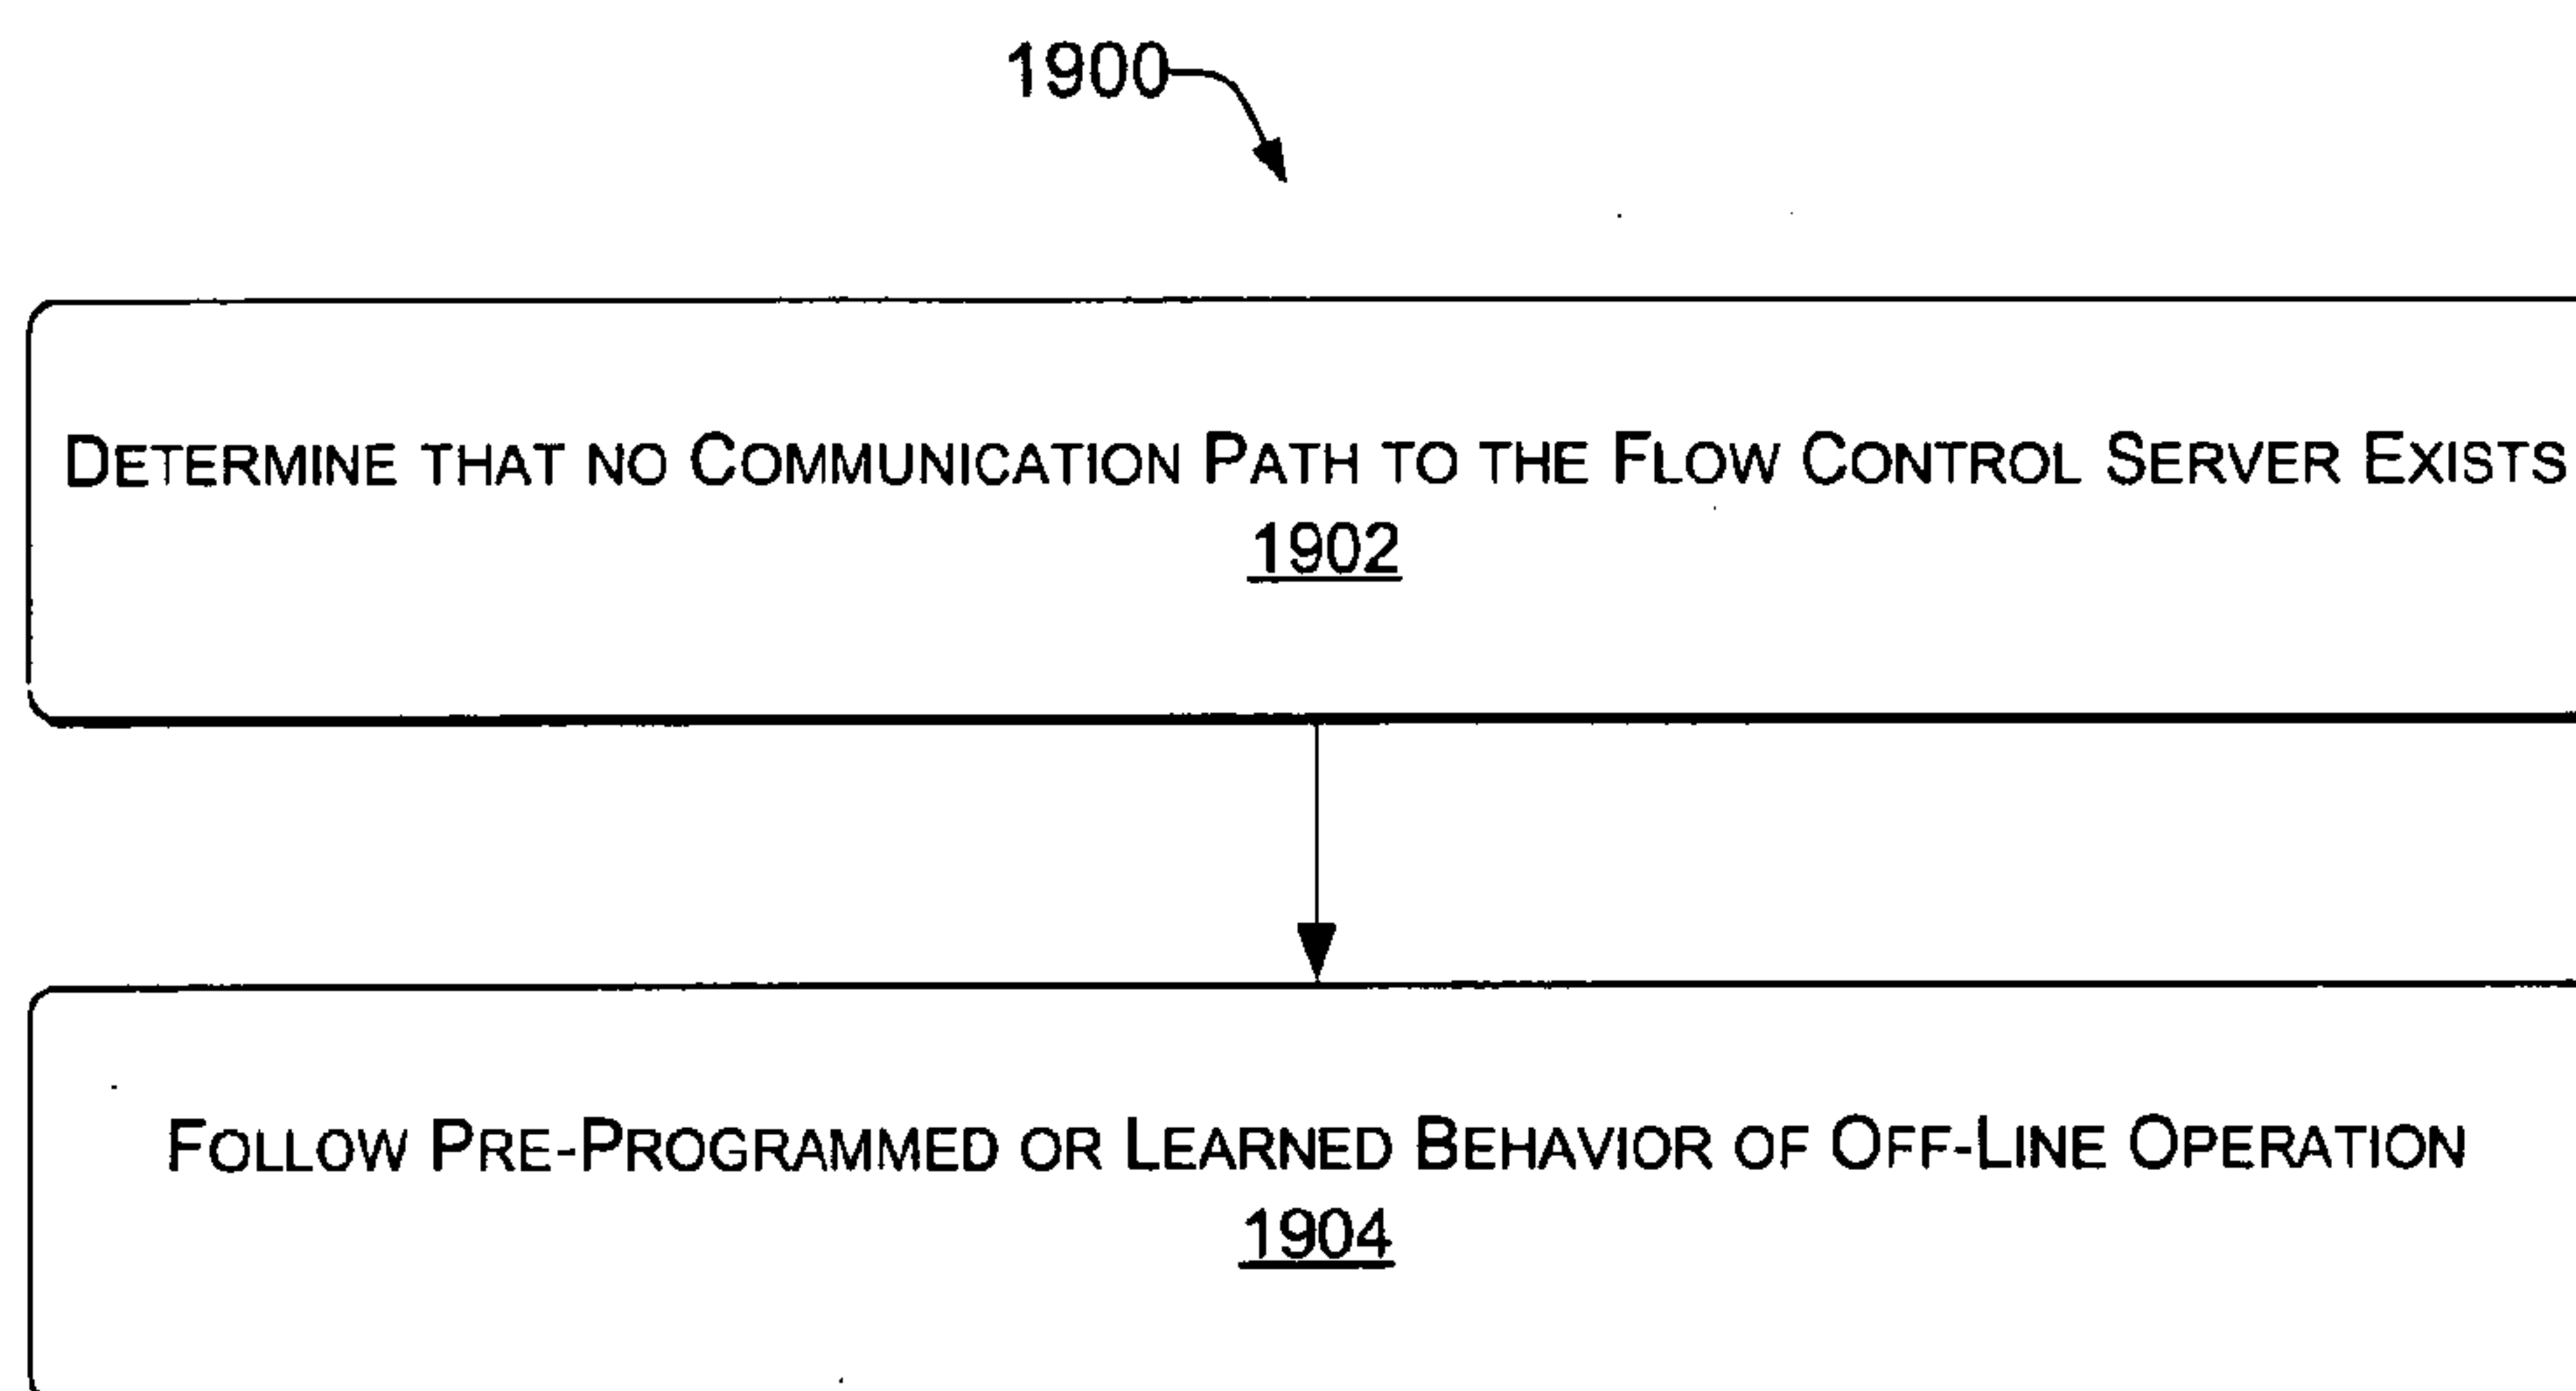 1900
DETERMINE THAT NO COMMUNICATION PATH TO THE FLOW CONTROL SERVER EXISTS
1902
FOLLOW PRE-PROGRAMMED OR LEARNED BEHAVIOR OF OFF-LINE OPERATION
1904